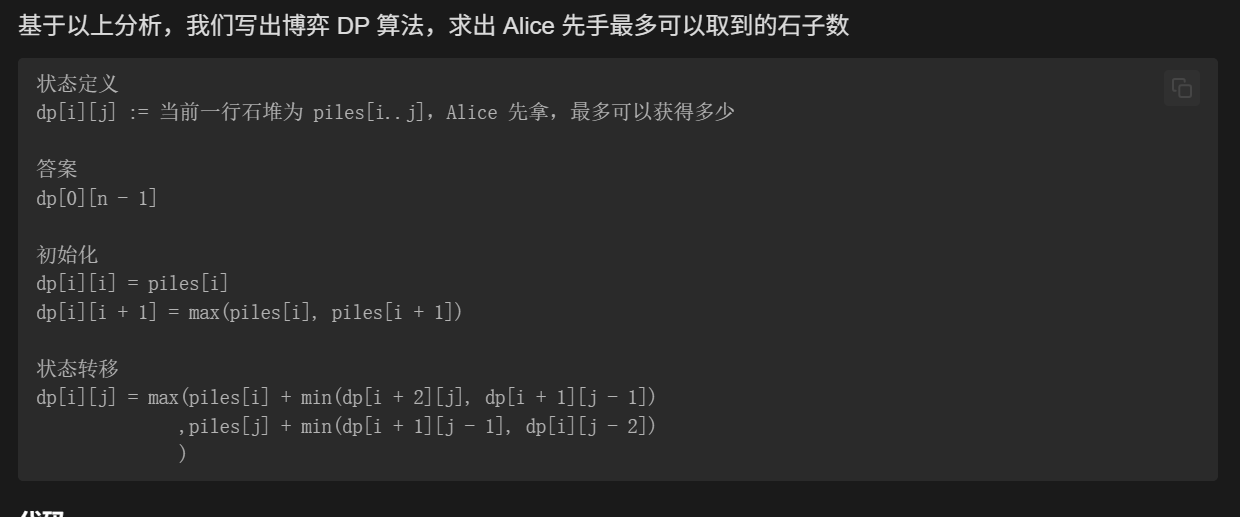 基于以上分析，我们写出博弈 DP 算法，求出 Alice 先手最多可以取到的石子数
状态定义
dp[i][j] := 当前一行石堆为 piles[i..j]，Alice 先拿，最多可以获得多少
答案
dp[0][n - 1]
初始化
dp[i][i] = piles[i]
dp[i][i + 1] = max(piles[i], piles[i + 1])
状态转移
dp[i][j] = max(piles[i] + min(dp[i + 2][j], dp[i + 1][j - 1])
,piles[j] + min(dp[i + 1][j - 1], dp[i][j - 2])
)